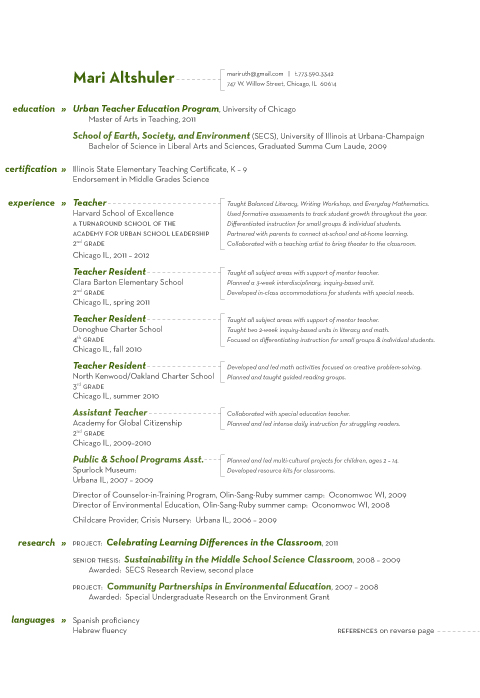 Mari Altshuler
mariruth@gmail.com | t.773.590.3542
747 W. Willow Street, Chicago, IL 60614
education » Urban Teacher Education Program, University of Chicago
Master of Arts in Teaching, 2011
School of Earth, Society, and Environment (SECS), University of Illinois at Urbana-Champaign
Bachelor of Science in Liberal Arts and Sciences, Graduated Summa Cum Laude, 2009
certification » Illinois State Elementary Teaching Certificate, K – 9
Endorsement in Middle Grades Science
experience » Teacher
Harvard School of Excellence
A TURNAROUND SCHOOL OF THE
ACADEMY FOR URBAN SCHOOL LEADERSHIP
2nd GRADE
Chicago IL, 2011 – 2012
Taught Balanced Literacy, Writing Workshop, and Everyday Mathematics.
Used formative assessments to track student growth throughout the year.
Differentiated instruction for small groups & individual students.
Partnered with parents to connect at-school and at-home learning.
Collaborated with a teaching artist to bring theater to the classroom.
Teacher Resident
Clara Barton Elementary School
2nd GRADE
Chicago IL, spring 2011
Taught all subject areas with support of mentor teacher.
Planned a 3-week interdisciplinary, inquiry-based unit.
Developed in-class accommodations for students with special needs.
Teacher Resident
Donoghue Charter School
4th GRADE
Chicago IL, fall 2010
Taught all subject areas with support of mentor teacher.
Taught two 2-week inquiry-based units in literacy and math.
Focused on differentiating instruction for small groups & individual students.
Teacher Resident
North Kenwood/Oakland Charter School
3rd GRADE
Chicago IL, summer 2010
Developed and led math activities focused on creative problem-solving.
Planned and taught guided reading groups.
Assistant Teacher
Academy for Global Citizenship
2nd GRADE
Chicago IL, 2009–2010
Collaborated with special education teacher.
Planned and led intense daily instruction for struggling readers.
Public & School Programs Asst.
Spurlock Museum:
Urbana IL, 2007 – 2009
Planned and led multi-cultural projects for children, ages 2 – 14.
Developed resource kits for classrooms.
Director of Counselor-in-Training Program, Olin-Sang-Ruby summer camp: Oconomwoc WI, 2009
Director of Environmental Education, Olin-Sang-Ruby summer camp: Oconomwoc WI, 2008
Childcare Provider, Crisis Nursery: Urbana IL, 2006 – 2009
research » PROJECT: Celebrating Learning Differences in the Classroom, 2011
SENIOR THESIS: Sustainability in the Middle School Science Classroom, 2008 – 2009
Awarded: SECS Research Review, second place
PROJECT: Community Partnerships in Environmental Education, 2007 – 2008
Awarded: Special Undergraduate Research on the Environment Grant
languages » Spanish proficiency
Hebrew fluency
REFERENCES on reverse page